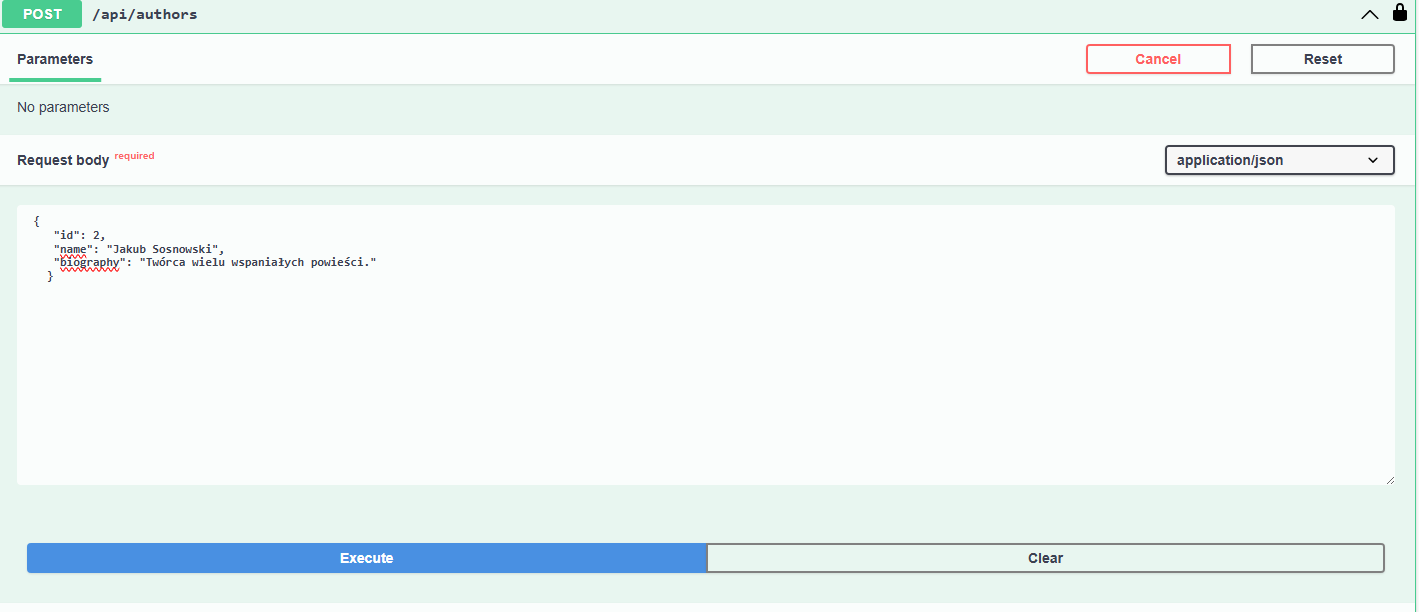 POST /api/authors
Parameters Cancel Reset
No parameters
Request body required application/json
{
"id": 2,
"name": "Jakub Sosnowski",
"biography": "Twórca wielu wspaniałych powieści."
}
Execute Clear